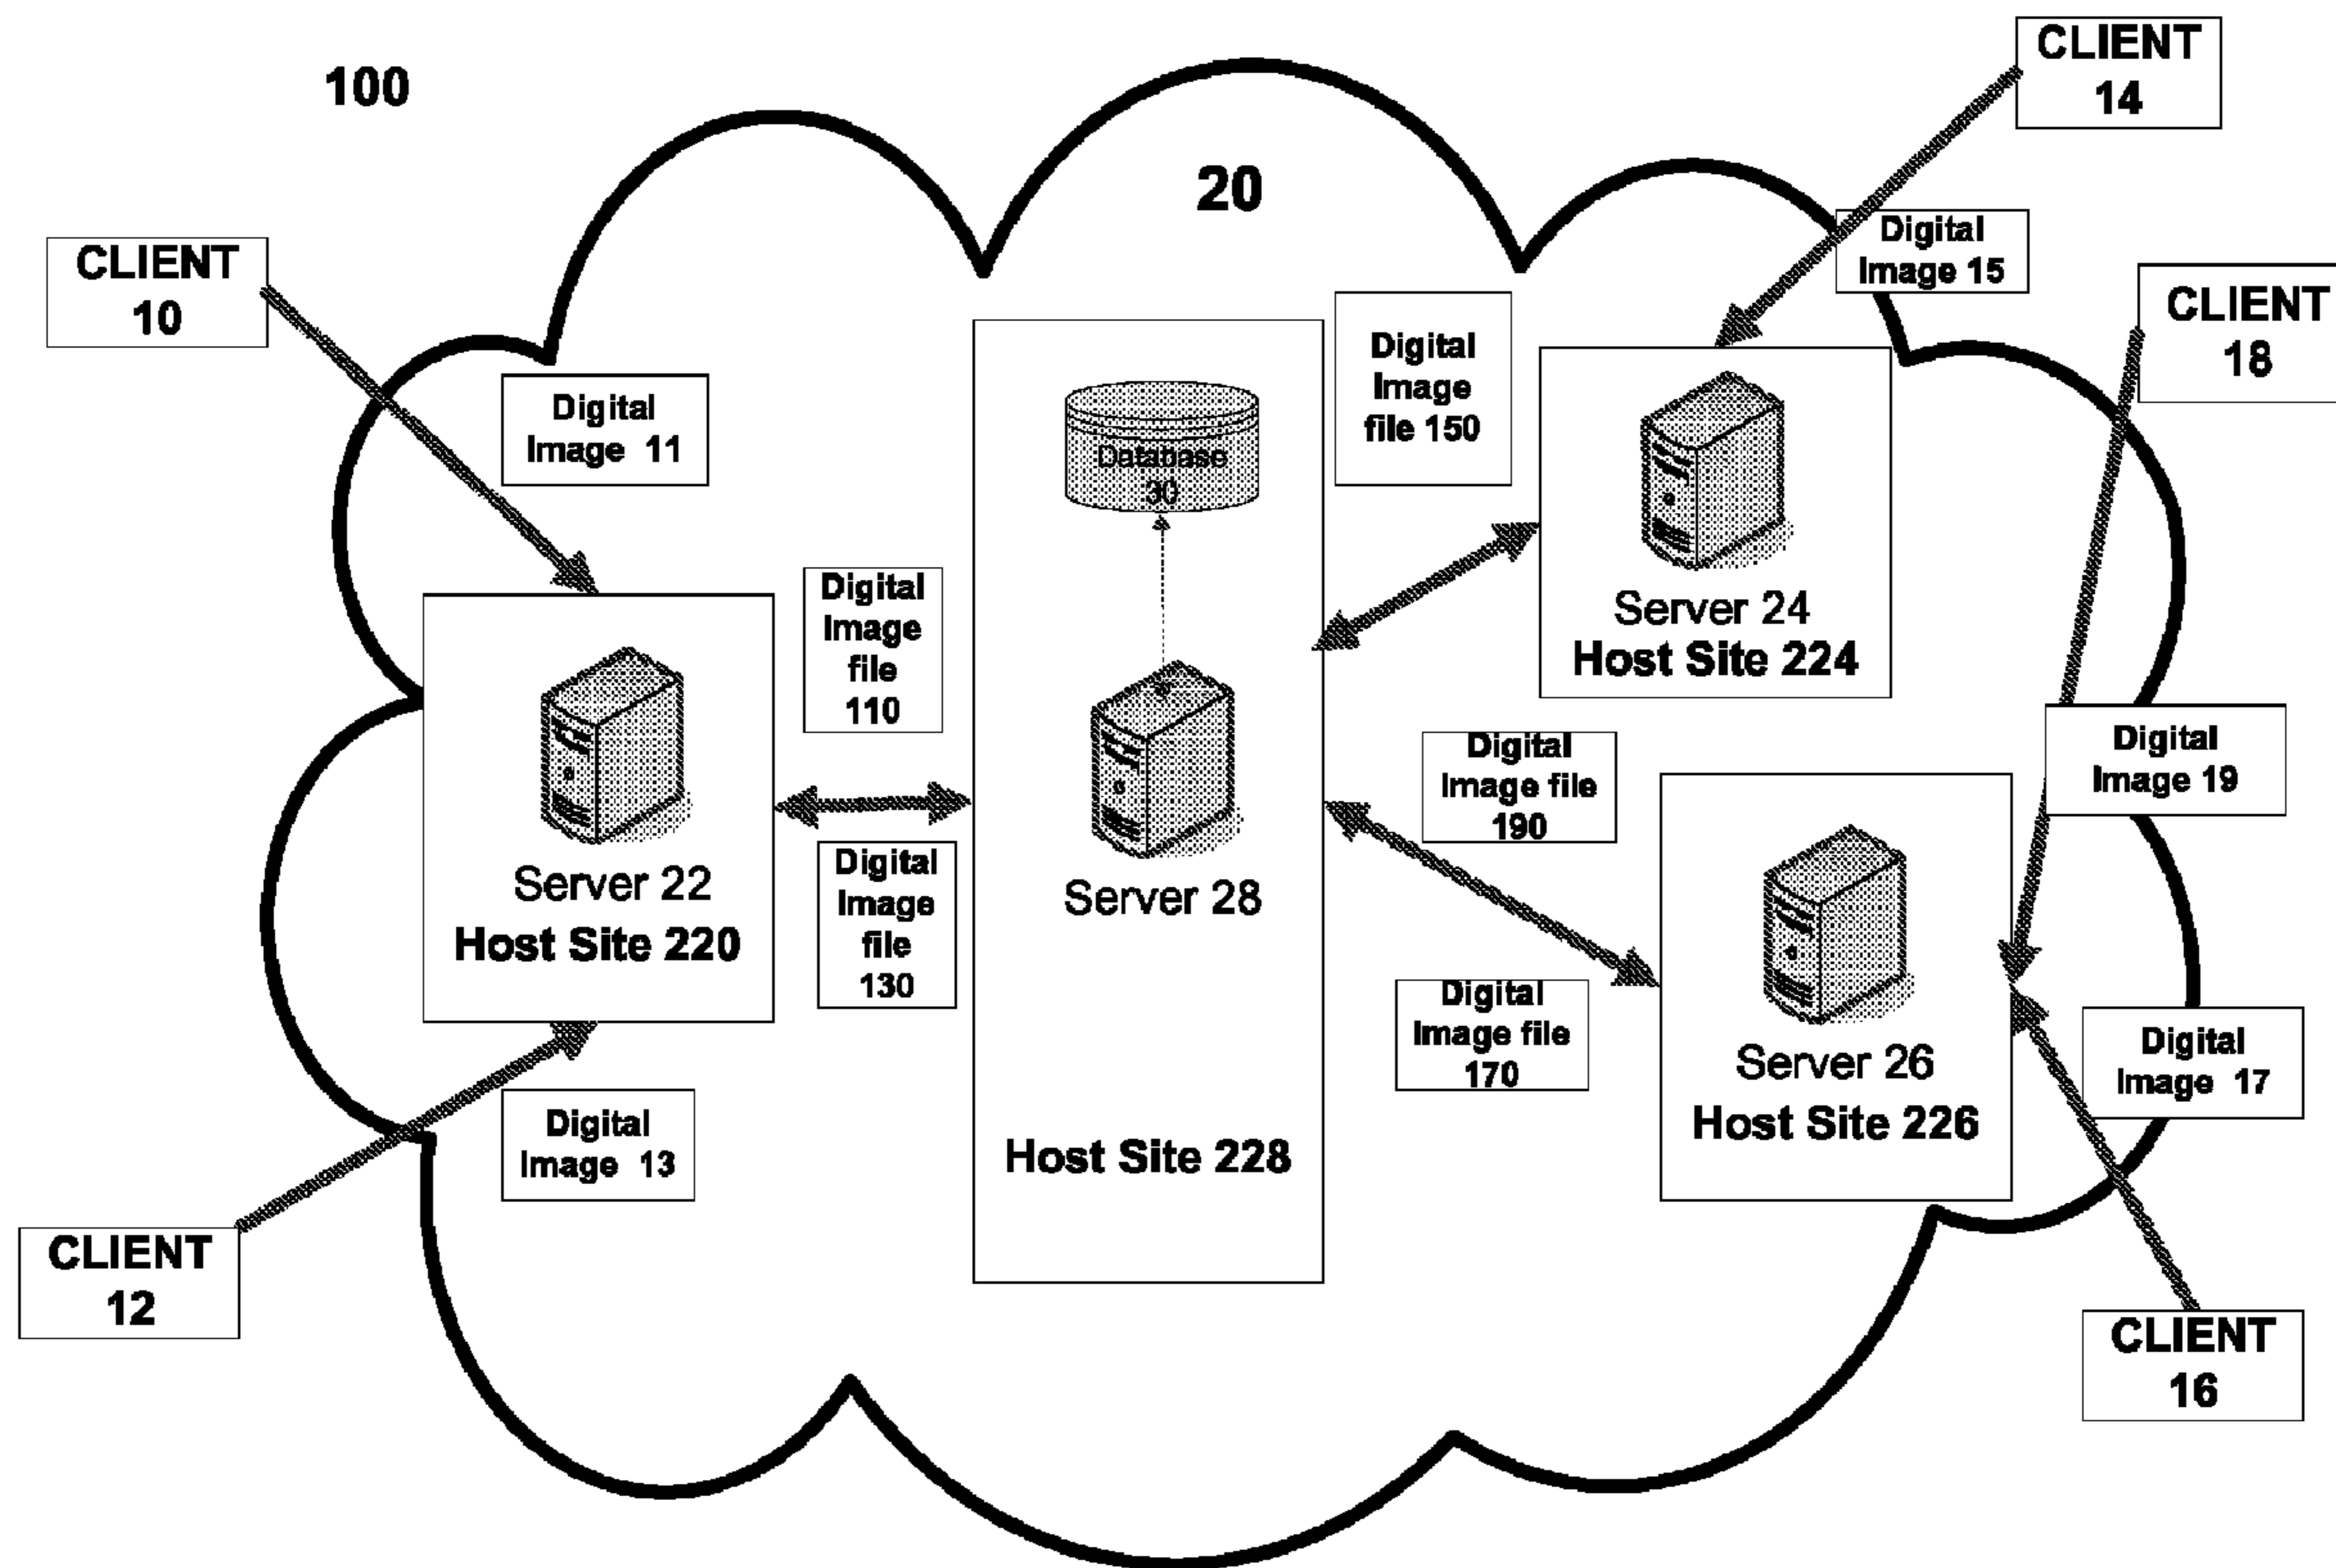 100
20
CLIENT
14
CLIENT
10
Digital
Image 15
CLIENT
18
Digital
Image 11
Digital
Image
file 150
Database
30
Server 24
Host Site 224
Digital
Image
file
110
Server 22
Host Site 220
Digital
Image
file
130
Server 28
Host Site 228
Digital
Image file
190
Digital
Image 19
Digital
Image file
170
Server 26
Host Site 226
Digital
Image 17
Digital
Image 13
CLIENT
12
CLIENT
16